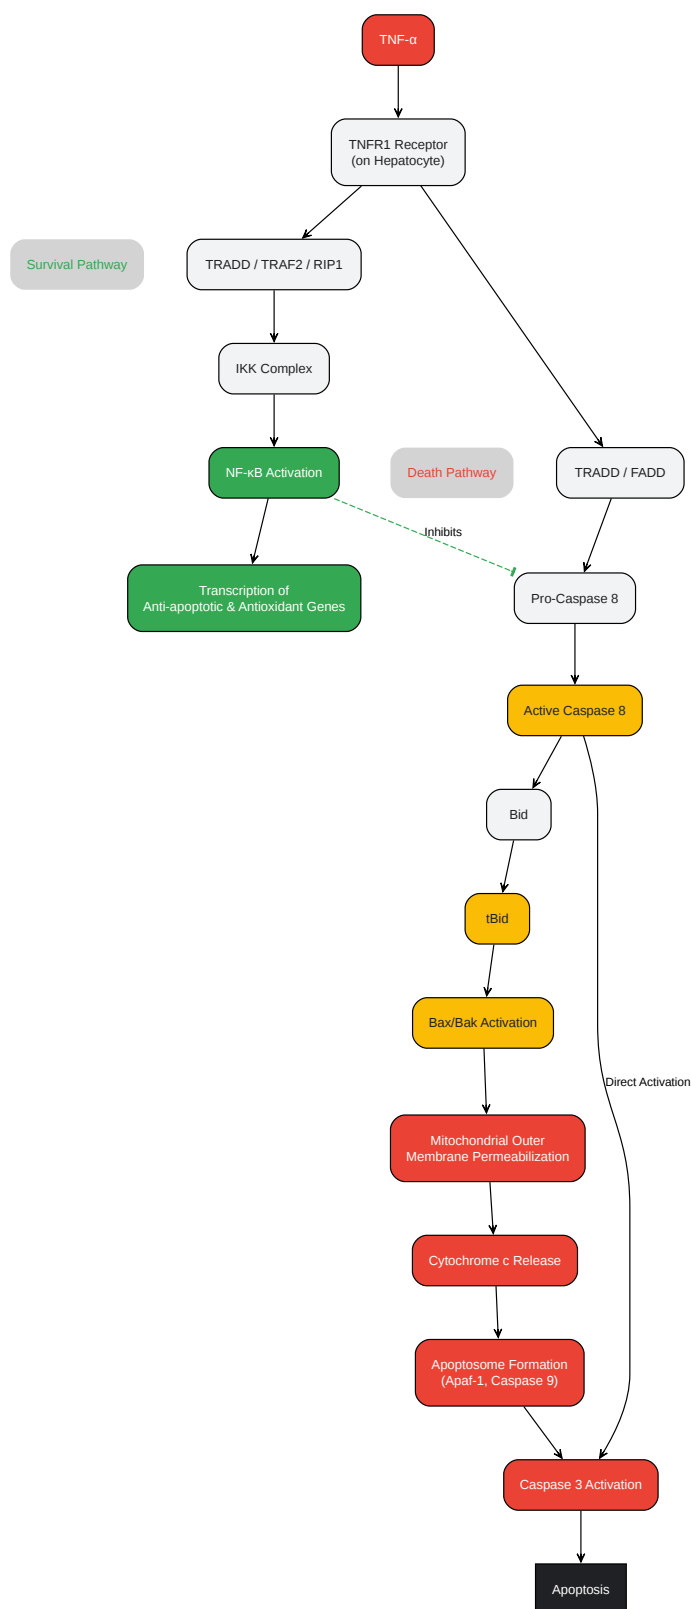 TNF-α
TNFR1 Receptor
(on Hepatocyte)
Survival Pathway
TRADD / TRAF2 / RIP1
IKK Complex
NF-κB Activation
Death Pathway
TRADD / FADD
Inhibits
Transcription of
Anti-apoptotic & Antioxidant Genes
Pro-Caspase 8
Active Caspase 8
Bid
tBid
Bax/Bak Activation
Direct Activation
Mitochondrial Outer
Membrane Permeabilization
Cytochrome c Release
Apoptosome Formation
(Apaf-1, Caspase 9)
Caspase 3 Activation
Apoptosis